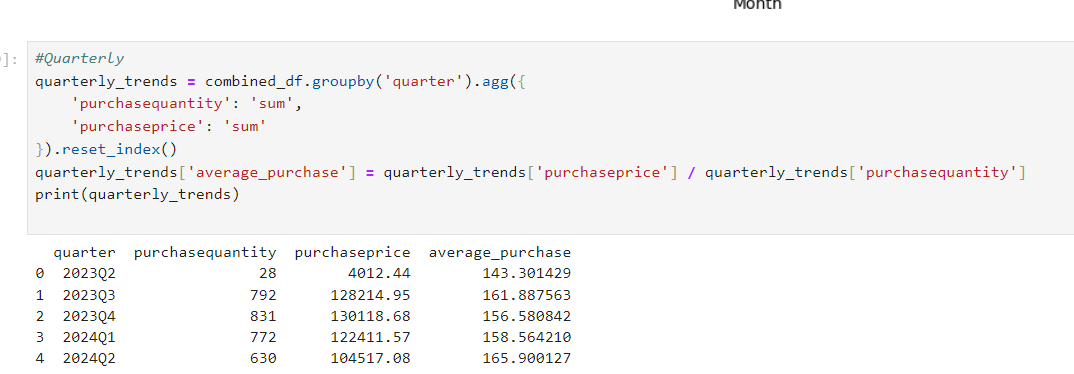 Month
]:
#Quarterly
quarterly_trends = combined_df.groupby('quarter').agg({
    'purchasequantity': 'sum',
    'purchaseprice': 'sum'
}).reset_index()
quarterly_trends['average_purchase'] = quarterly_trends['purchaseprice'] / quarterly_trends['purchasequantity']
print(quarterly_trends)
  quarter  purchasequantity  purchaseprice  average_purchase
0  2023Q2                28        4012.44        143.301429
1  2023Q3               792      128214.95        161.887563
2  2023Q4               831      130118.68        156.580842
3  2024Q1               772      122411.57        158.564210
4  2024Q2               630      104517.08        165.900127